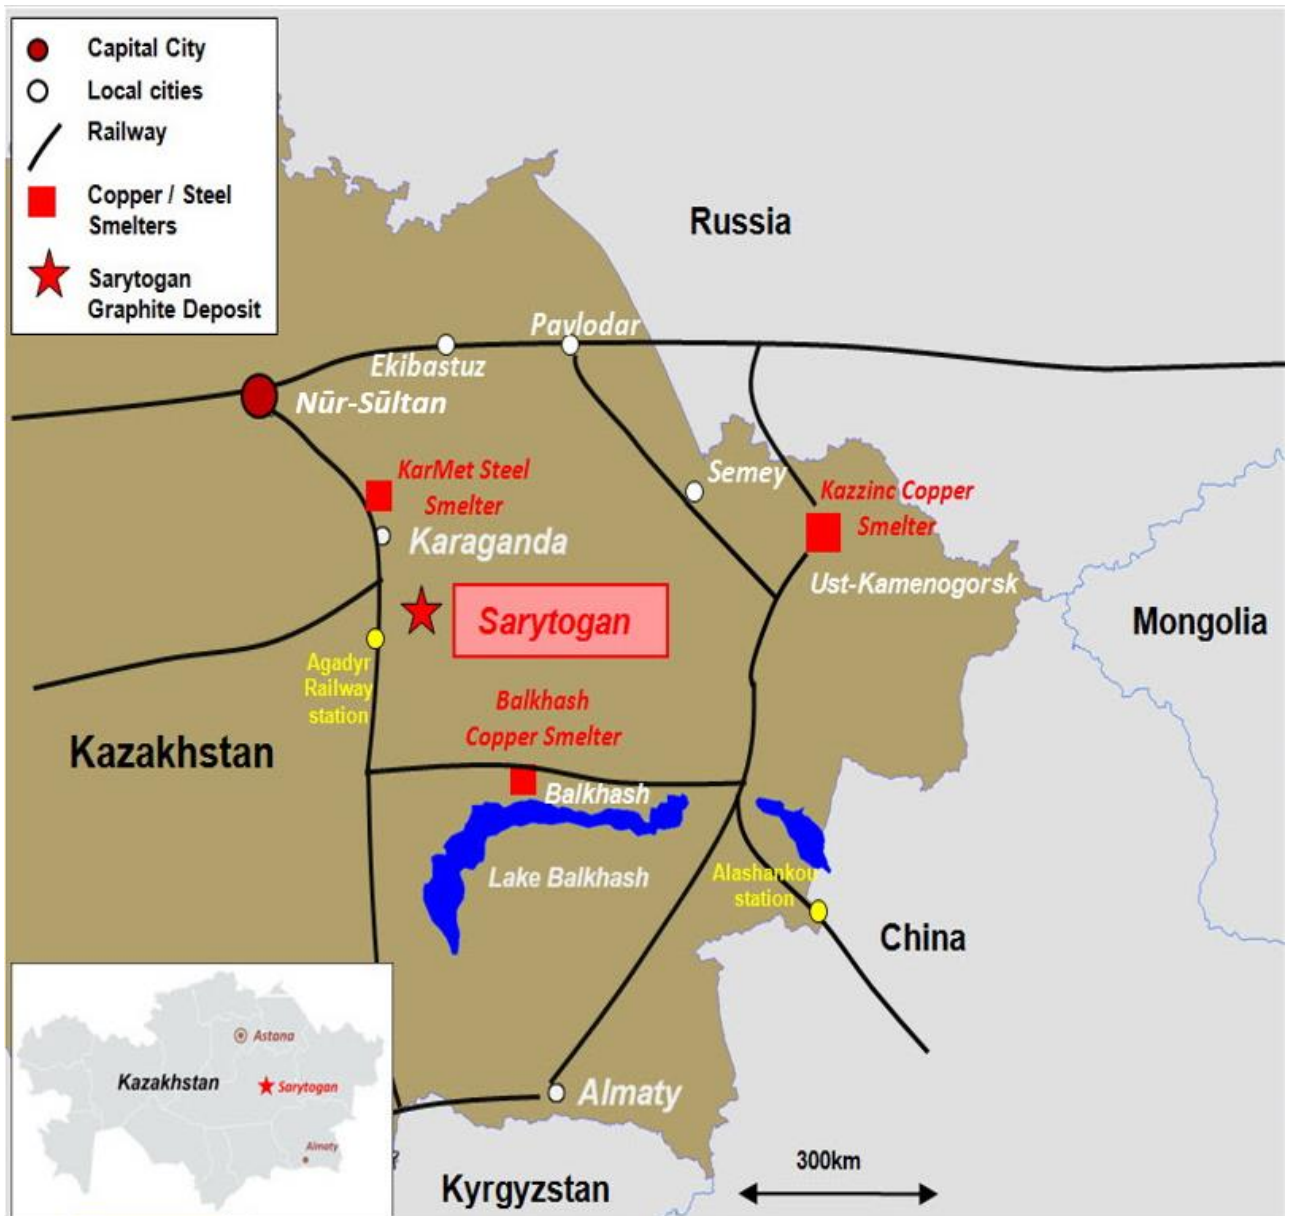 Capital City
Local cities
Railway
Copper / Steel
Smelters
Sarytogan
Graphite Deposit
Russia
Pavlodar
Ekibastuz
Nūr-Sūltan
KarMet Steel
Smelter
Semey
Kazzinc Copper
Smelter
Karaganda
Ust-Kamenogorsk
Sarytogan
Mongolia
Agadyr
Railway
station
Balkhash
Copper Smelter
Kazakhstan
Balkhash
Lake Balkhash
Alashankou
station
China
Astana
Kazakhstan
Sarytogan
Almaty
Almaty
300km
Kyrgyzstan